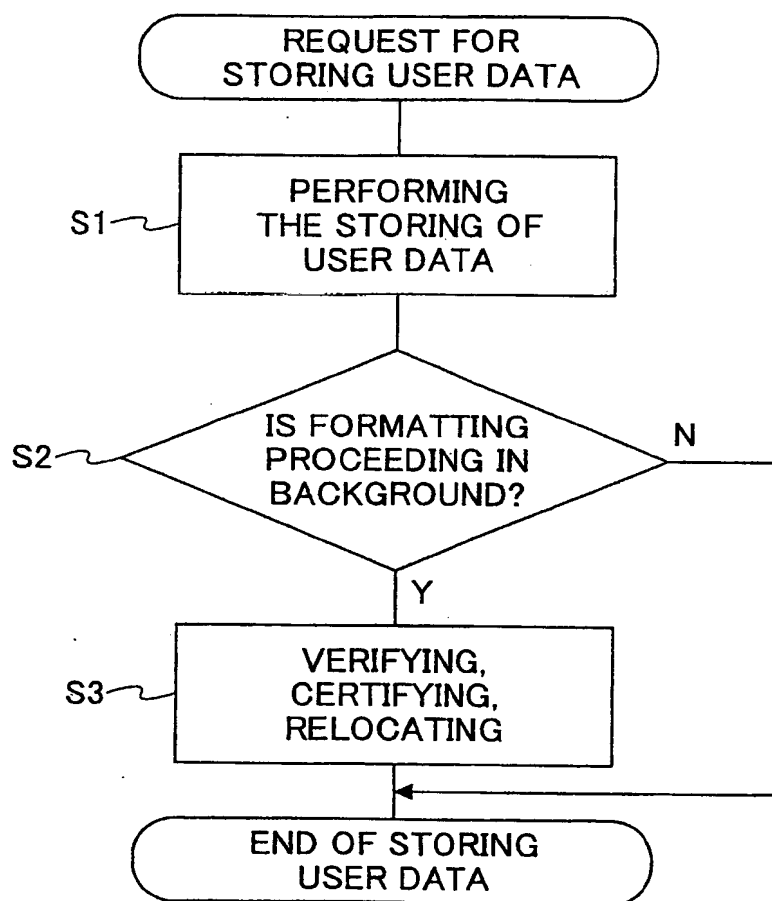 REQUEST FOR
STORING USER DATA
S1
PERFORMING
THE STORING OF
USER DATA
S2
IS FORMATTING
PROCEEDING IN
BACKGROUND?
N
Y
S3
VERIFYING,
CERTIFYING,
RELOCATING
END OF STORING
USER DATA